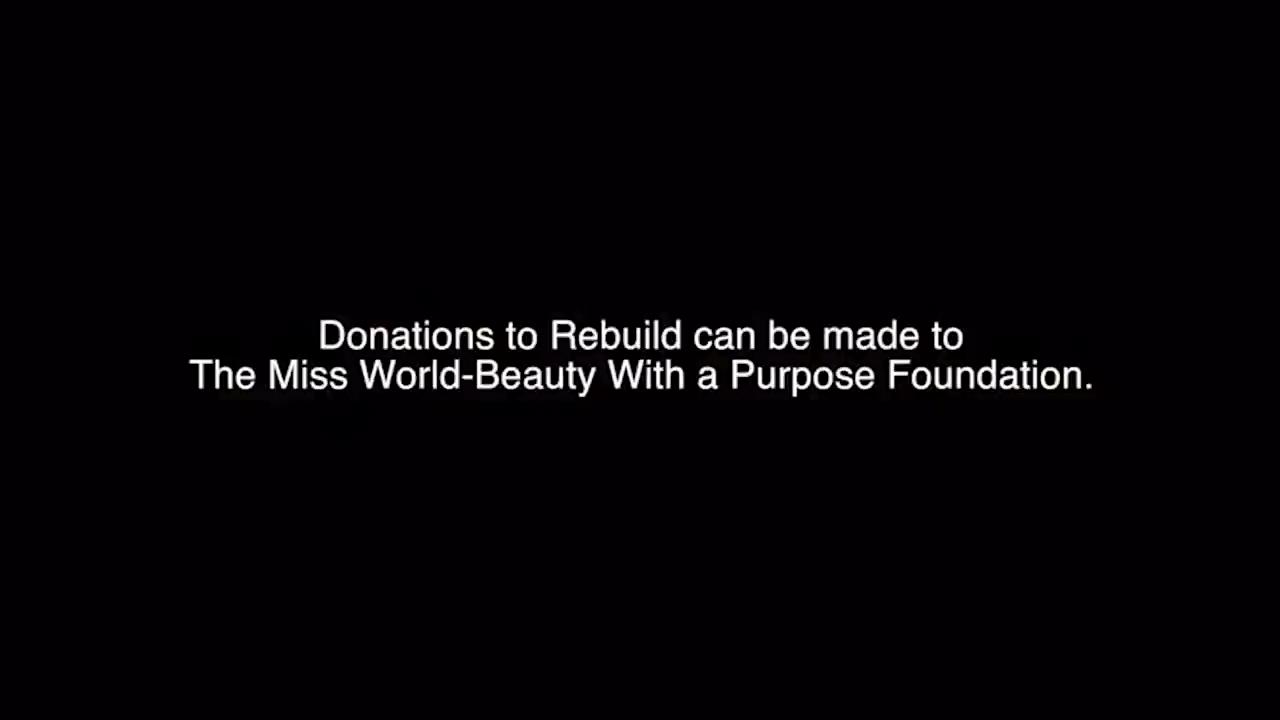 Donations to Rebuild can be made to
The Miss World-Beauty With a Purpose Foundation.